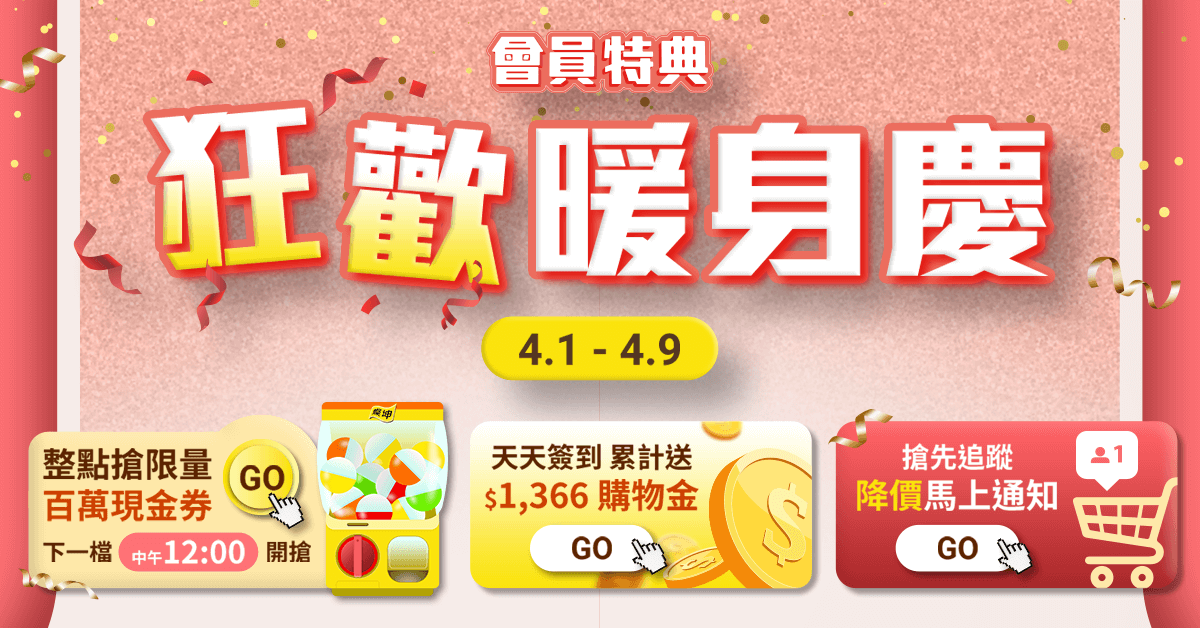 會員特典
狂歡暖身慶
4.1 - 4.9
整點搶限量
百萬現金券
GO
下一檔 中午12:00 開搶
燦坤
天天簽到 累計送
$1,366 購物金
GO
搶先追蹤
降價馬上通知
GO
1